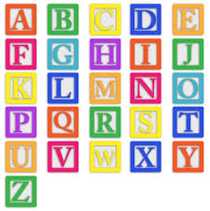 A B C D E
F G H I J
K L M N O
P Q R S T
U V W X Y
Z